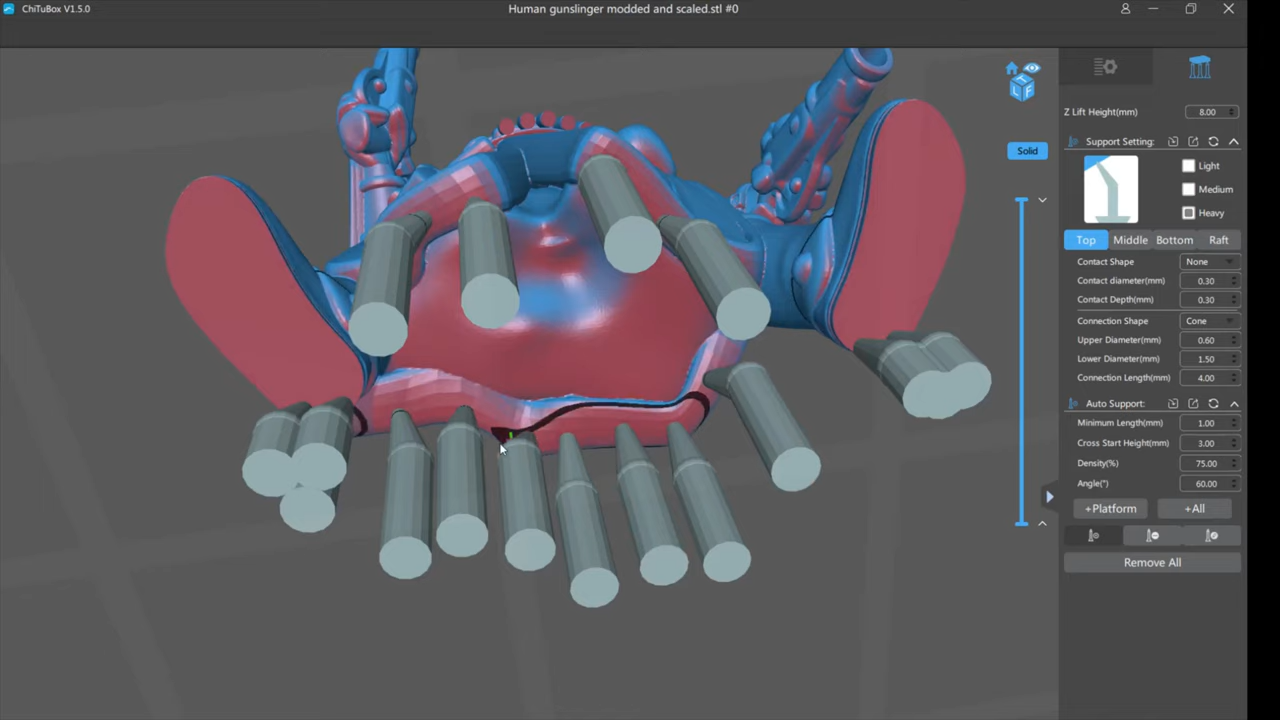 ChiTuBox V1.5.0
Human gunslinger modded and scaled.stl #0
Z Lift Height(mm) 8.00
Support Setting:
Light
Medium
Heavy
Solid
Top Middle Bottom Raft
Contact Shape None
Contact diameter(mm) 0.30
Contact Depth(mm) 0.30
Connection Shape Cone
Upper Diameter(mm) 0.60
Lower Diameter(mm) 1.50
Connection Length(mm) 4.00
Auto Support:
Minimum Length(mm) 1.00
Cross Start Height(mm) 3.00
Density(%) 75.00
Angle(°) 60.00
+Platform +All
Remove All
T
L F